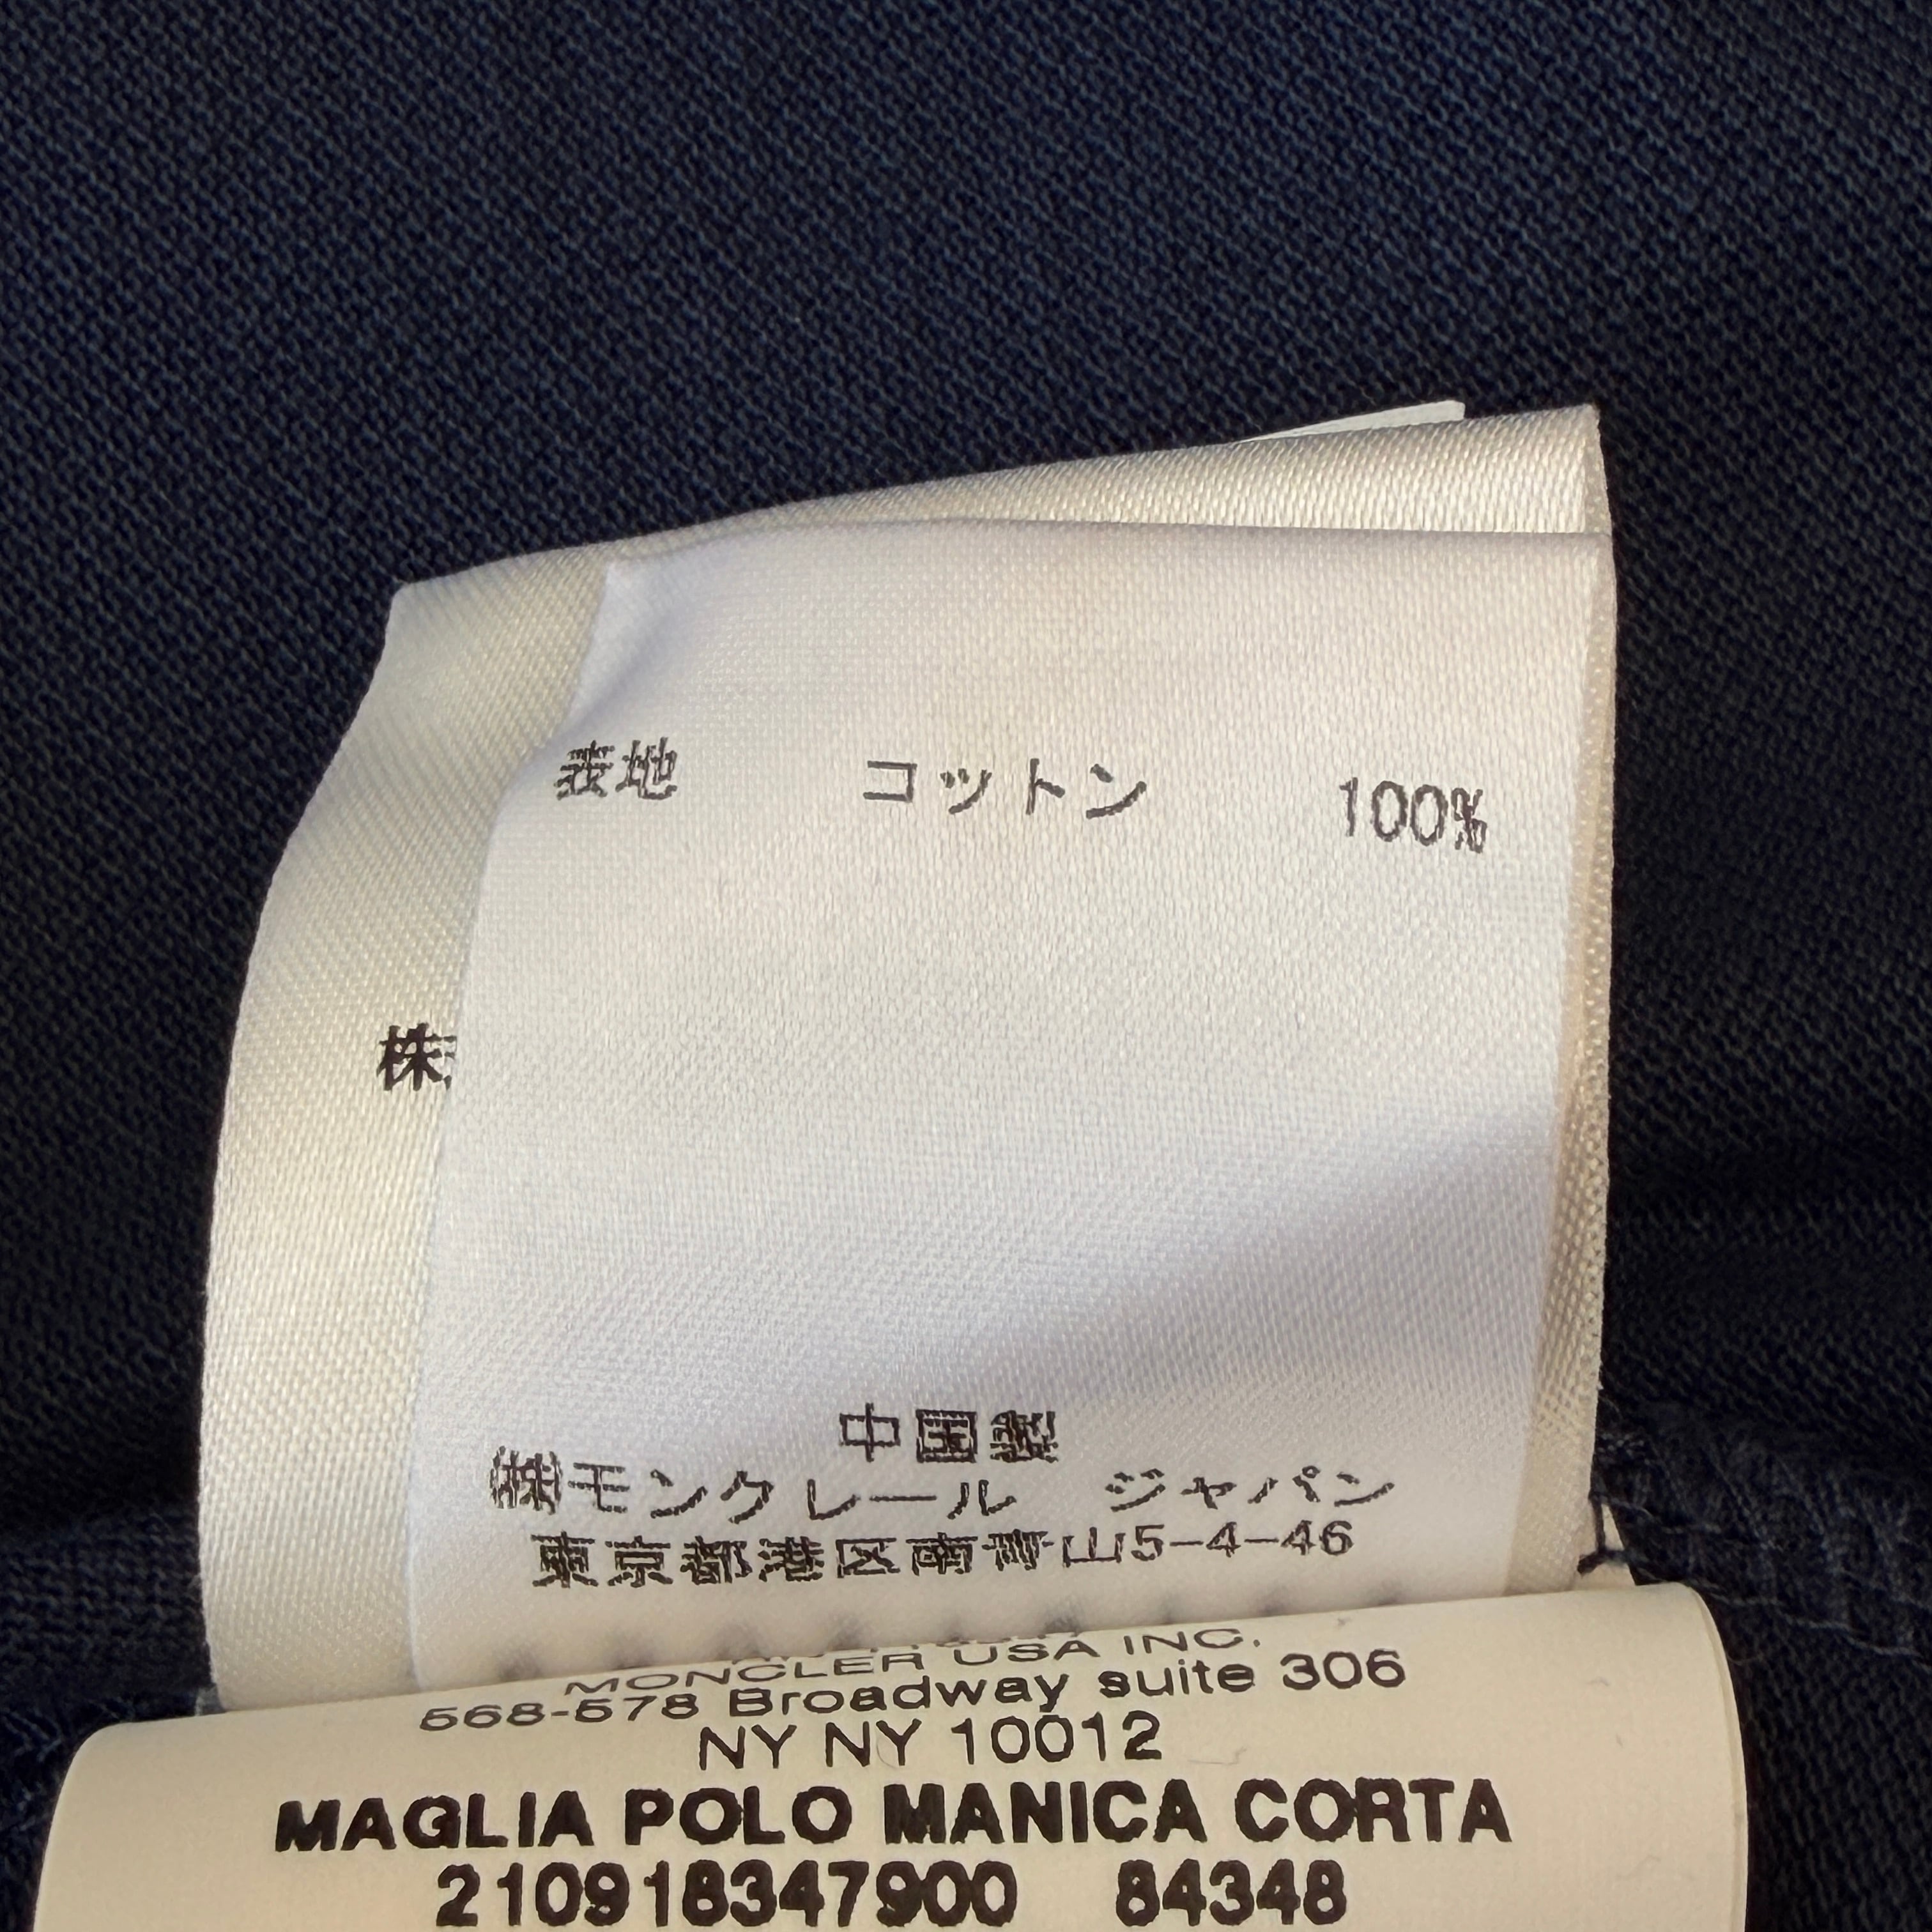 表地 コットン 100%
株
中国製
㈱モンクレール ジャパン
東京都港区南青山5-4-46
MONCLER USA INC.
568-578 Broadway suite 306
NY NY 10012
MAGLIA POLO MANICA CORTA
210918347900 84348